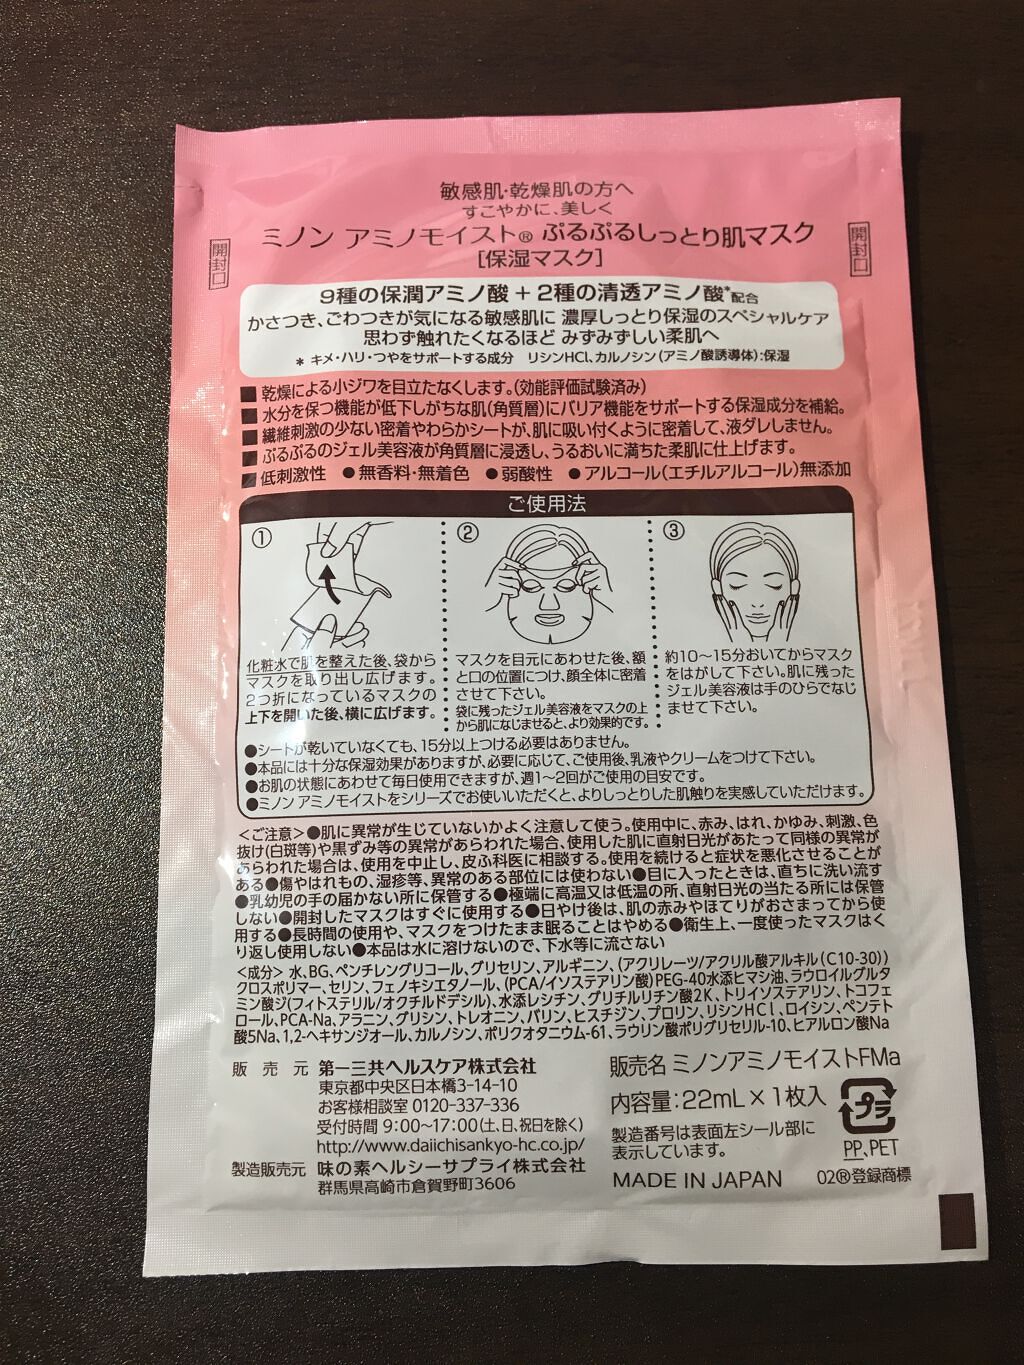 敏感肌・乾燥肌の方へ
すこやかに、美しく
ミノン アミノモイスト® ぷるぷるしっとり肌マスク
[保湿マスク]
開封口
開封口
9種の保潤アミノ酸＋2種の清透アミノ酸*配合
かさつき、ごわつきが気になる敏感肌に 濃厚しっとり保湿のスペシャルケア
思わず触れたくなるほど みずみずしい柔肌へ
* キメ・ハリ・つやをサポートする成分 リシンHCl、カルノシン(アミノ酸誘導体):保湿
■ 乾燥による小ジワを目立たなくします。(効能評価試験済み)
■ 水分を保つ機能が低下しがちな肌(角質層)にバリア機能をサポートする保湿成分を補給。
■ 繊維刺激の少ない密着やわらかシートが、肌に吸い付くように密着して、液ダレしません。
■ ぷるぷるのジェル美容液が角質層に浸透し、うるおいに満ちた柔肌に仕上げます。
■ 低刺激性 ●無香料・無着色 ●弱酸性 ●アルコール(エチルアルコール)無添加
ご使用法
①
化粧水で肌を整えた後、袋から
マスクを取り出し広げます。
2つ折になっているマスクの
上下を開いた後、横に広げます。
②
マスクを目元にあわせた後、額
と口の位置につけ、顔全体に密着
させて下さい。
袋に残ったジェル美容液をマスクの上
から肌になじませると、より効果的です。
③
約10～15分おいてからマスク
をはがして下さい。肌に残った
ジェル美容液は手のひらでなじ
ませて下さい。
●シートが乾いていなくても、15分以上つける必要はありません。
●本品には十分な保湿効果がありますが、必要に応じて、ご使用後、乳液やクリームをつけて下さい。
●お肌の状態にあわせて毎日使用できますが、週1～2回がご使用の目安です。
●ミノン アミノモイストをシリーズでお使いいただくと、よりしっとりした肌触りを実感していただけます。
＜ご注意＞●肌に異常が生じていないかよく注意して使う。使用中に、赤み、はれ、かゆみ、刺激、色
抜け(白斑等)や黒ずみ等の異常があらわれた場合、使用した肌に直射日光があたって同様の異常が
あらわれた場合は、使用を中止し、皮ふ科医に相談する。使用を続けると症状を悪化させることが
ある●傷やはれもの、湿疹等、異常のある部位には使わない●目に入ったときは、直ちに洗い流す
●乳幼児の手の届かない所に保管する●極端に高温又は低温の所、直射日光の当たる所には保管
しない●開封したマスクはすぐに使用する●日やけ後は、肌の赤みやほてりがおさまってから使
用する●長時間の使用や、マスクをつけたまま眠ることはやめる●衛生上、一度使ったマスクはく
り返し使用しない●本品は水に溶けないので、下水等に流さない
＜成分＞ 水、BG、ペンチレングリコール、グリセリン、アルギニン、(アクリレーツ/アクリル酸アルキル(C10-30))
クロスポリマー、セリン、フェノキシエタノール、(PCA/イソステアリン酸)PEG-40水添ヒマシ油、ラウロイルグルタ
ミン酸ジ(フィトステリル/オクチルドデシル)、水添レシチン、グリチルリチン酸2K、トリイソステアリン、トコフェ
ロール、PCA-Na、アラニン、グリシン、トレオニン、バリン、ヒスチジン、プロリン、リシンHCl、ロイシン、ペンテト
酸5Na、1,2-ヘキサンジオール、カルノシン、ポリクオタニウム-61、ラウリン酸ポリグリセリル-10、ヒアルロン酸Na
販売元 第一三共ヘルスケア株式会社
東京都中央区日本橋3-14-10
お客様相談室 0120-337-336
受付時間 9:00～17:00(土、日、祝日を除く)
http://www.daiichisankyo-hc.co.jp/
製造販売元 味の素ヘルシーサプライ株式会社
群馬県高崎市倉賀野町3606
販売名 ミノンアミノモイストFMa
内容量:22mL×1枚入
プラ
PP、PET
製造番号は表面左シール部に
表示しています。
MADE IN JAPAN 02®登録商標